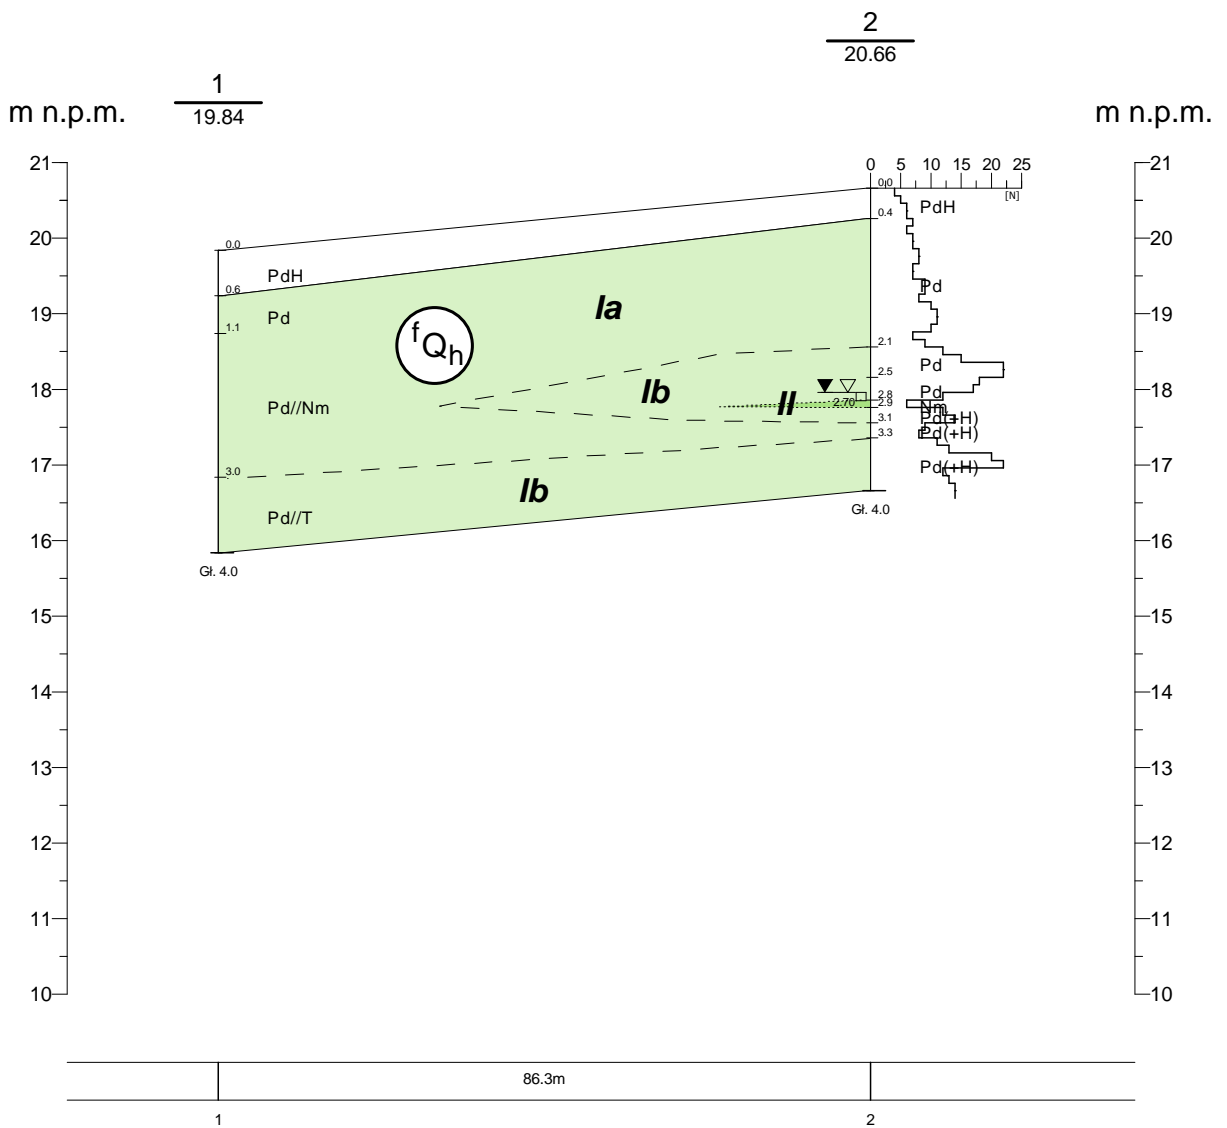 2
20.66
1
19.84
m n.p.m.
m n.p.m.
21
20
19
18
17
16
15
14
13
12
11
10
0.0
0.6
1.1
3.0
Gł. 4.0
PdH
Pd
Pd//Nm
Pd//T
fQh
Ia
Ib
II
Ib
2.70
0 5 10 15 20 25
[N]
0.0
0.4
2.1
2.5
2.8
2.9
3.1
3.3
Gł. 4.0
PdH
Pd
Pd
Pd
Nm
Pd(+H)
Pd(+H)
Pd(+H)
21
20
19
18
17
16
15
14
13
12
11
10
86.3m
1
2